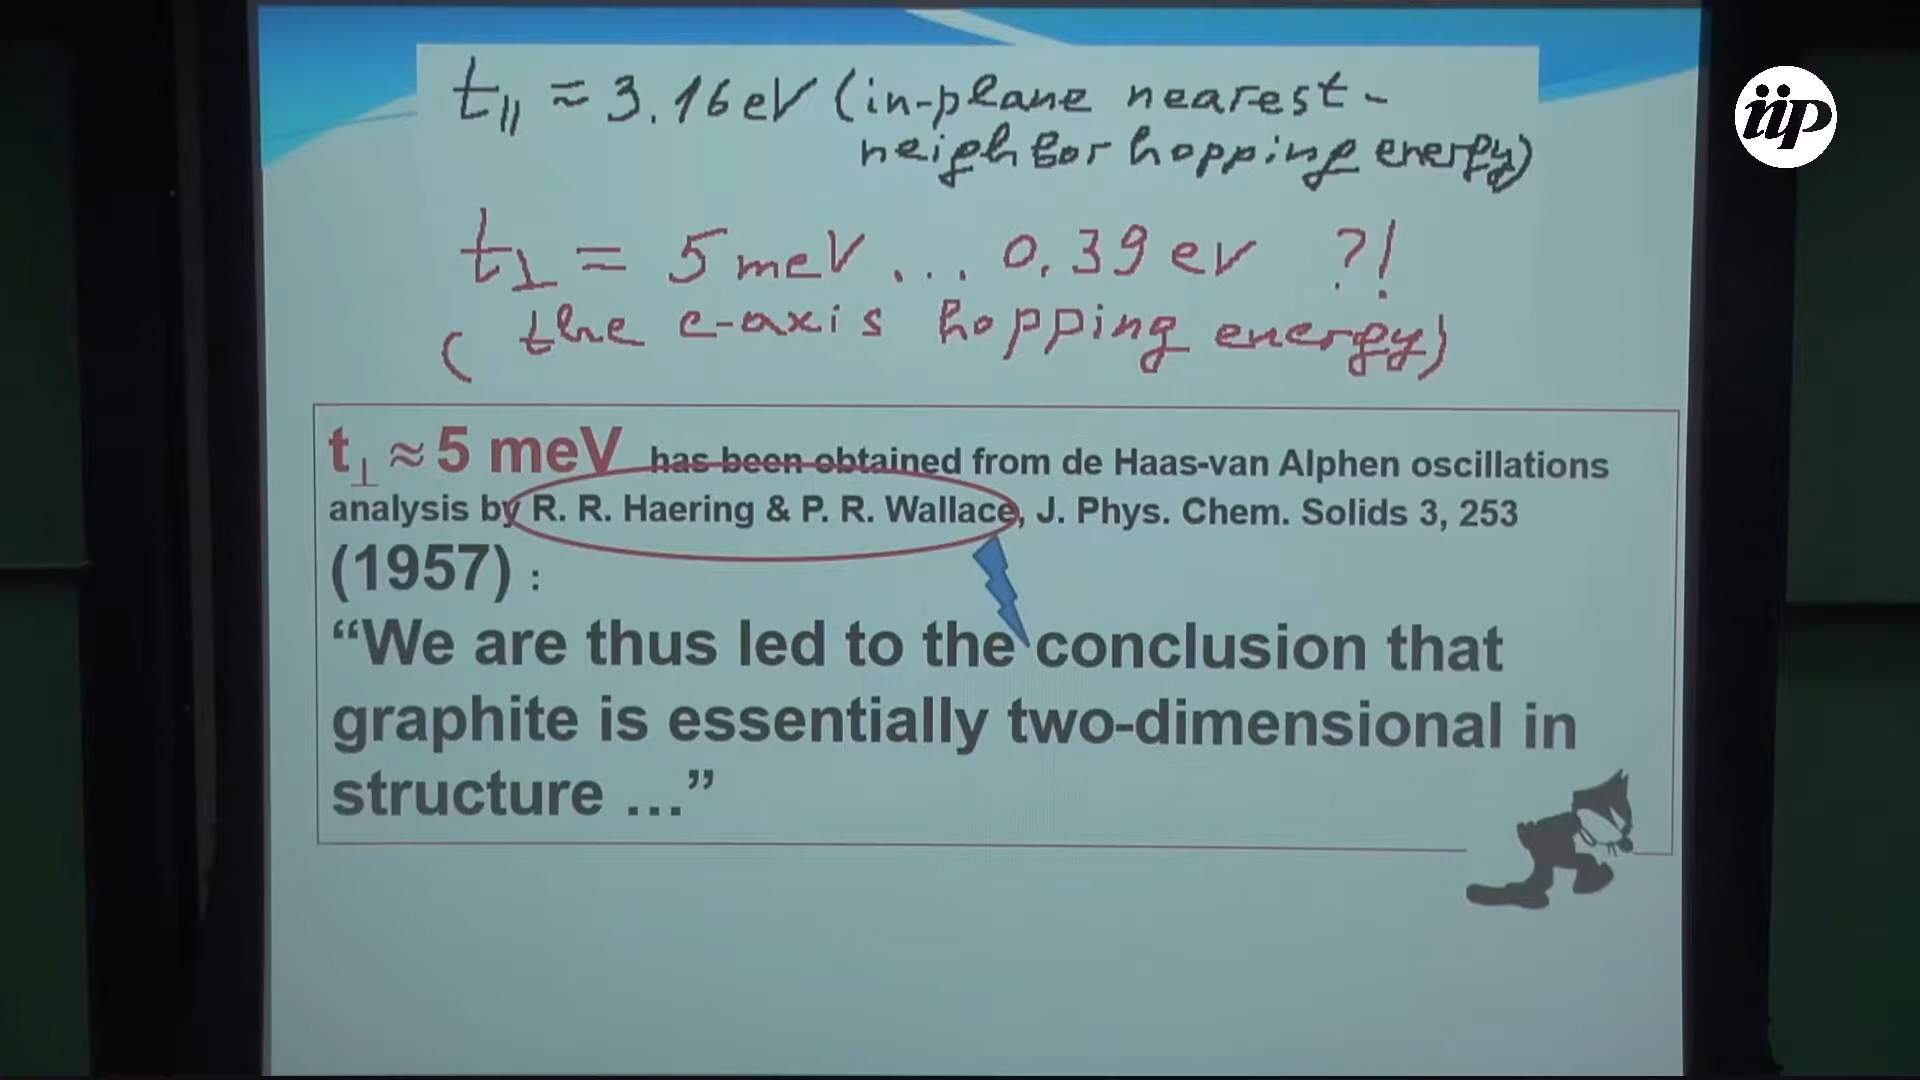 t∥ ≈ 3.16 eV (in-plane nearest-
neighbor hopping energy)
t⊥ = 5 meV ... 0.39 ev ?!
( the c-axis hopping energy)
t⊥ ≈ 5 meV has been obtained from de Haas-van Alphen oscillations
analysis by R. R. Haering & P. R. Wallace, J. Phys. Chem. Solids 3, 253
(1957) :
“We are thus led to the conclusion that
graphite is essentially two-dimensional in
structure …”
iip